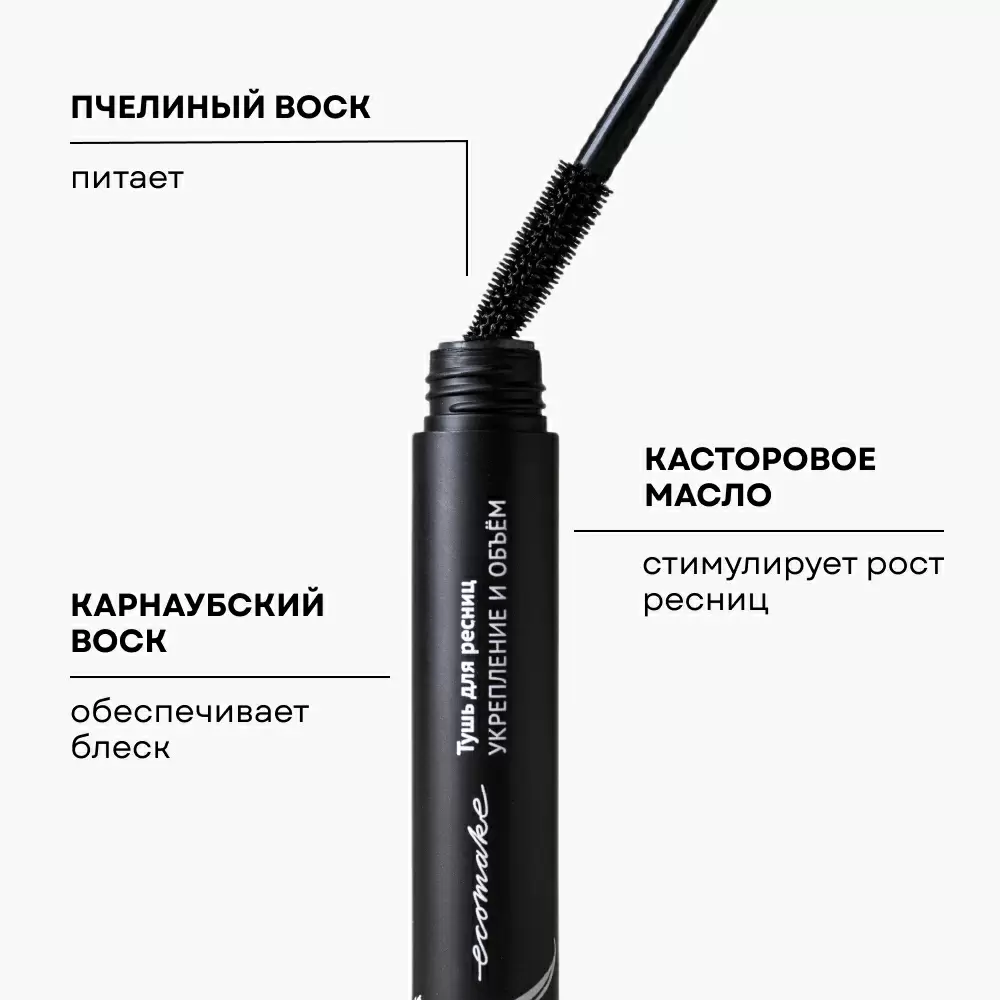 ПЧЕЛИНЫЙ ВОСК
питает
КАСТОРОВОЕ
МАСЛО
стимулирует рост
ресниц
КАРНАУБСКИЙ
ВОСК
обеспечивает
блеск
Тушь для ресниц
УКРЕПЛЕНИЕ И ОБЪЁМ
ecomake